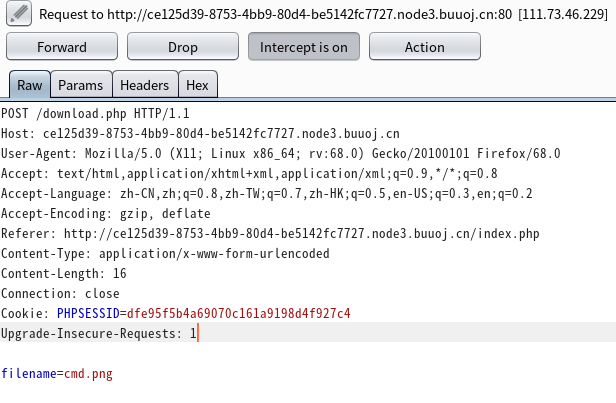 Request to http://ce125d39-8753-4bb9-80d4-be5142fc7727.node3.buuoj.cn:80 [111.73.46.229]
Forward Drop Intercept is on Action
Raw Params Headers Hex
POST /download.php HTTP/1.1
Host: ce125d39-8753-4bb9-80d4-be5142fc7727.node3.buuoj.cn
User-Agent: Mozilla/5.0 (X11; Linux x86_64; rv:68.0) Gecko/20100101 Firefox/68.0
Accept: text/html,application/xhtml+xml,application/xml;q=0.9,*/*;q=0.8
Accept-Language: zh-CN,zh;q=0.8,zh-TW;q=0.7,zh-HK;q=0.5,en-US;q=0.3,en;q=0.2
Accept-Encoding: gzip, deflate
Referer: http://ce125d39-8753-4bb9-80d4-be5142fc7727.node3.buuoj.cn/index.php
Content-Type: application/x-www-form-urlencoded
Content-Length: 16
Connection: close
Cookie: PHPSESSID=dfe95f5b4a69070c161a9198d4f927c4
Upgrade-Insecure-Requests: 1
filename=cmd.png